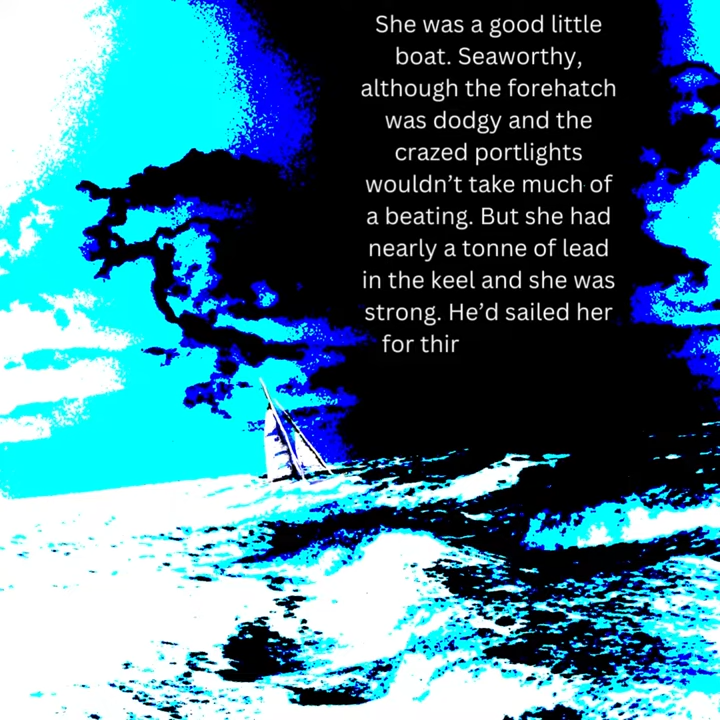 She was a good little
boat. Seaworthy,
although the forehatch
was dodgy and the
crazed portlights
wouldn’t take much of
a beating. But she had
nearly a tonne of lead
in the keel and she was
strong. He’d sailed her
for thir